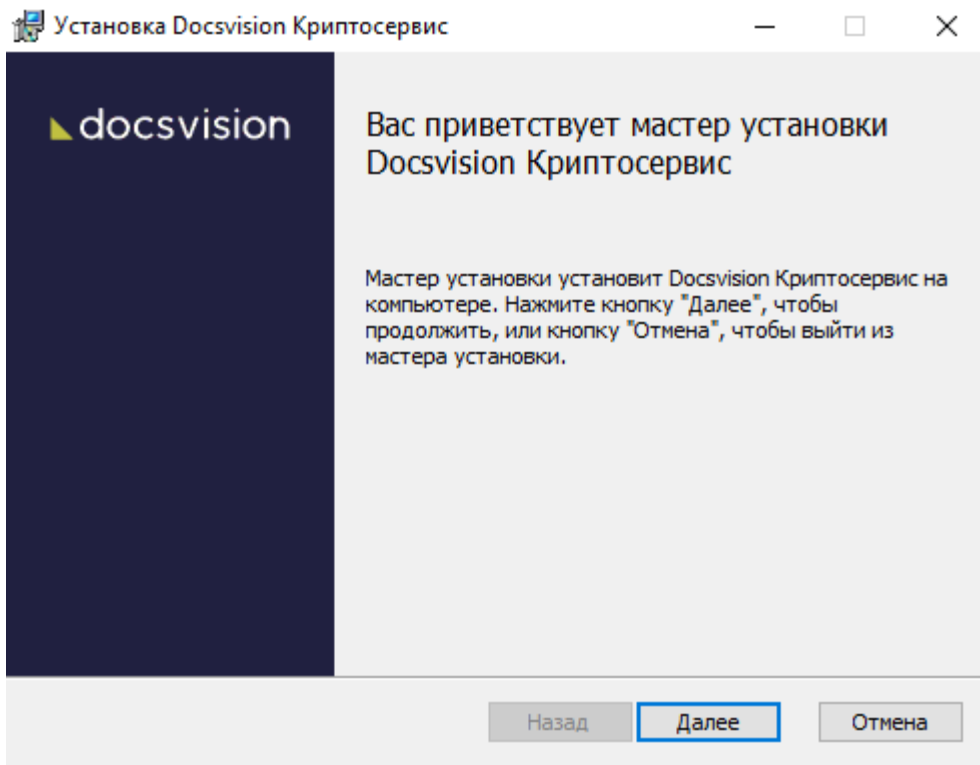 Установка Docsvision Криптосервис
docsvision
Вас приветствует мастер установки
Docsvision Криптосервис
Мастер установки установит Docsvision Криптосервис на
компьютере. Нажмите кнопку "Далее", чтобы
продолжить, или кнопку "Отмена", чтобы выйти из
мастера установки.
Назад
Далее
Отмена